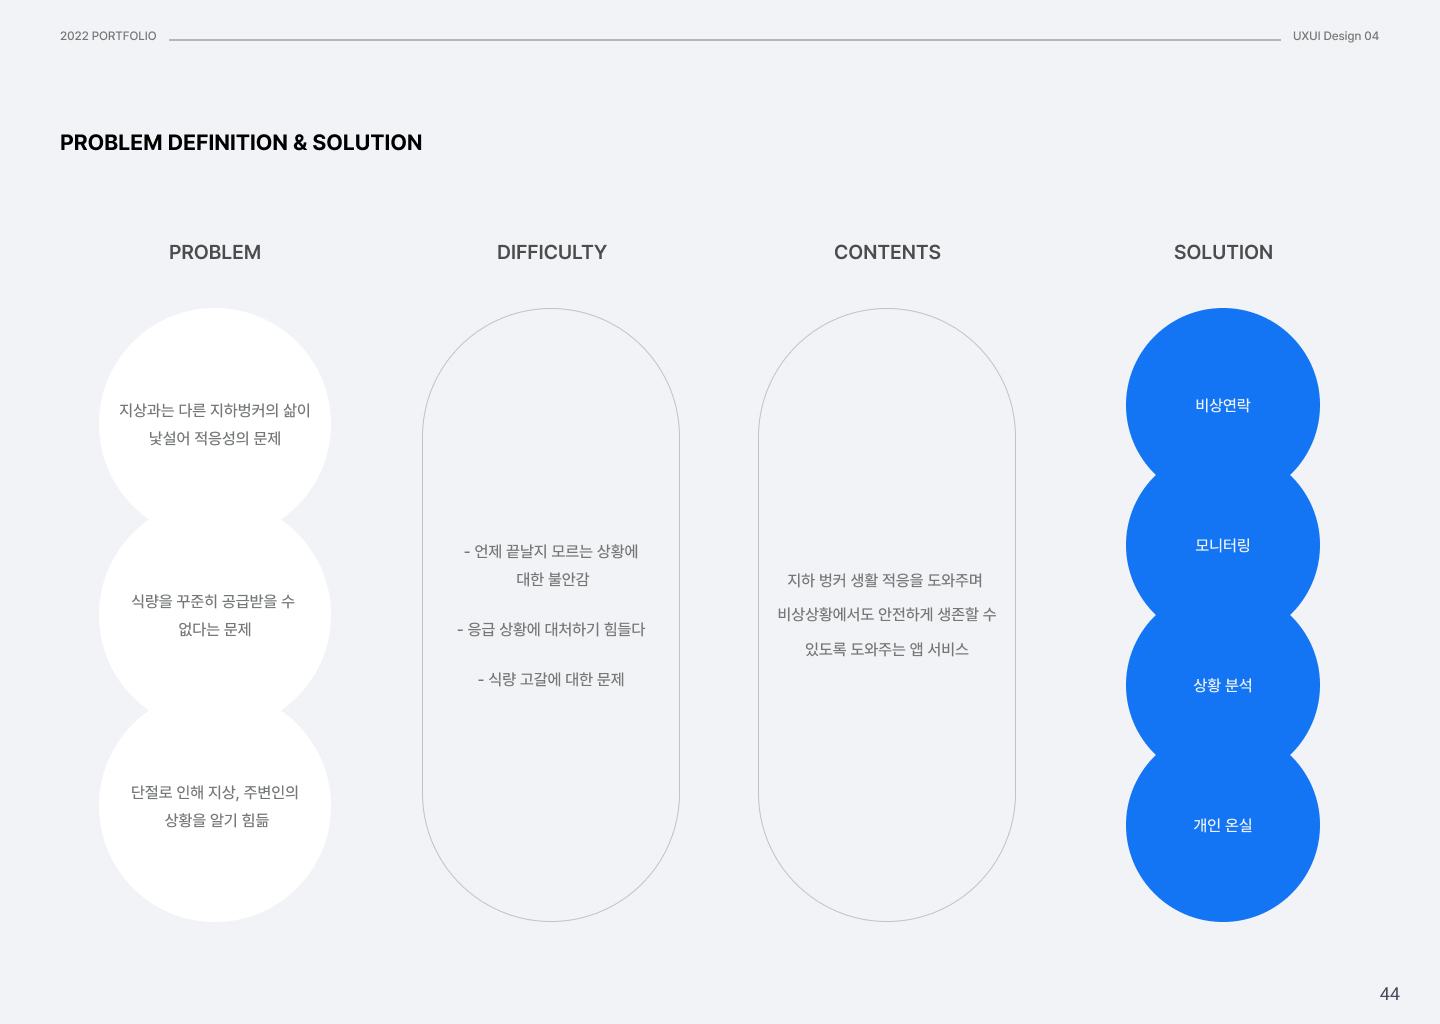 2022 PORTFOLIO
UXUI Design 04
PROBLEM DEFINITION & SOLUTION
PROBLEM
지상과는 다른 지하벙커의 삶이
낯설어 적응성의 문제
식량을 꾸준히 공급받을 수
없다는 문제
단절로 인해 지상, 주변인의
상황을 알기 힘듦
DIFFICULTY
- 언제 끝날지 모르는 상황에
대한 불안감
- 응급 상황에 대처하기 힘들다
- 식량 고갈에 대한 문제
CONTENTS
지하 벙커 생활 적응을 도와주며
비상상황에서도 안전하게 생존할 수
있도록 도와주는 앱 서비스
SOLUTION
비상연락
모니터링
상황 분석
개인 온실
44